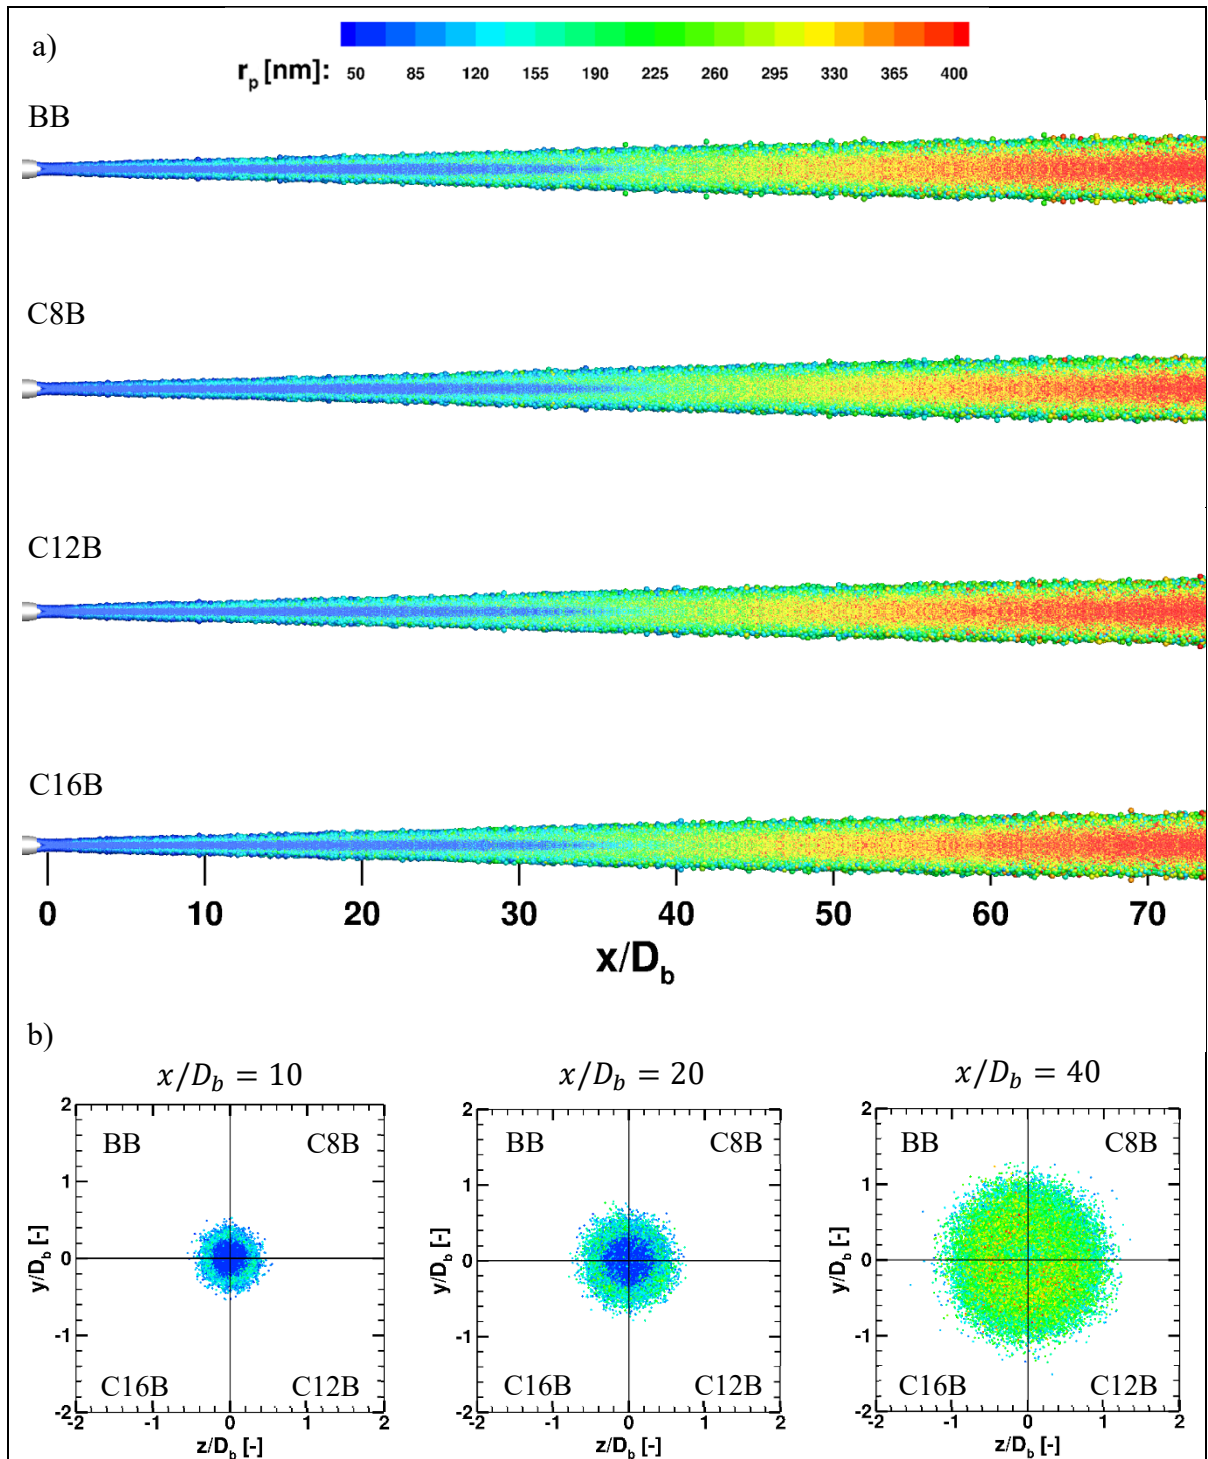 a)
r_p [nm]: 50 85 120 155 190 225 260 295 330 365 400
BB
C8B
C12B
C16B
0 10 20 30 40 50 60 70
x/D_b
b)
x/D_b = 10
x/D_b = 20
x/D_b = 40
2
1
0
-1
-2
y/D_b [-]
BB
C8B
C16B
C12B
-2 -1 0 1 2
z/D_b [-]
2
1
0
-1
-2
y/D_b [-]
BB
C8B
C16B
C12B
-2 -1 0 1 2
z/D_b [-]
2
1
0
-1
-2
y/D_b [-]
BB
C8B
C16B
C12B
-2 -1 0 1 2
z/D_b [-]